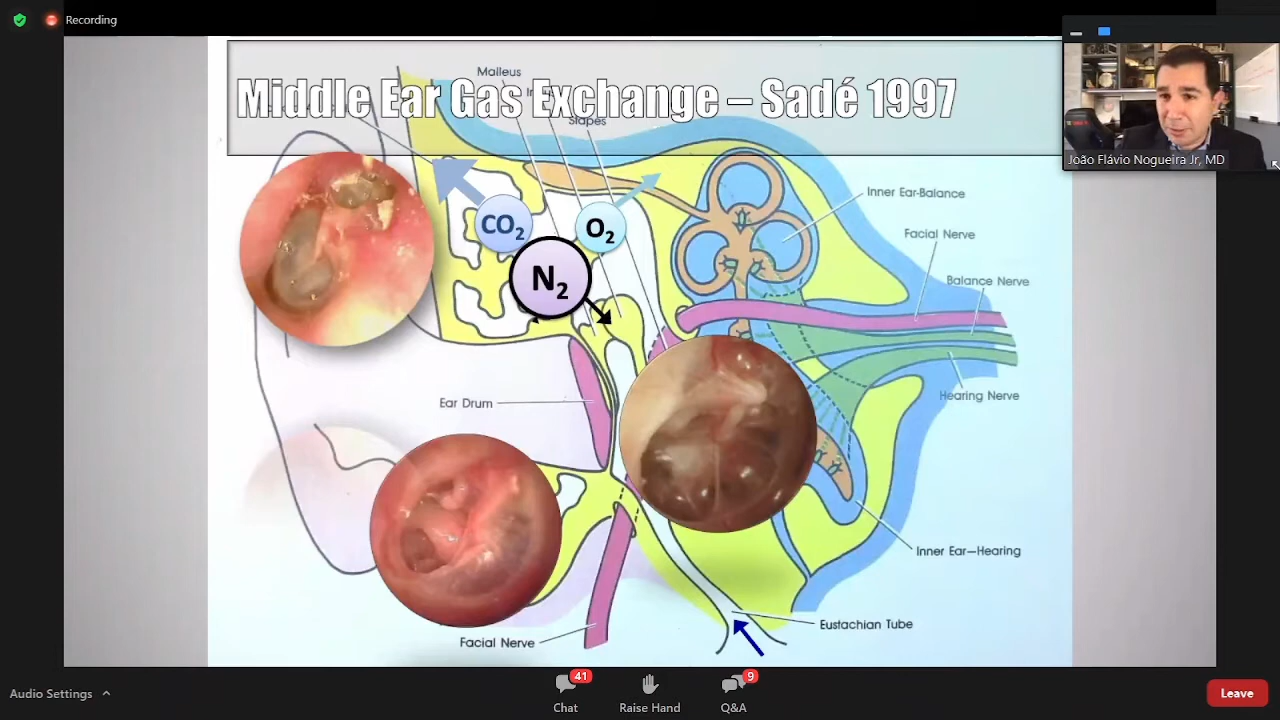 Recording
Malleus
Middle Ear Gas Exchange – Sadé 1997
Stapes
João Flávio Nogueira Jr, MD
CO2
O2
N2
Inner Ear-Balance
Facial Nerve
Balance Nerve
Hearing Nerve
Ear Drum
Inner Ear—Hearing
Eustachian Tube
Facial Nerve
Audio Settings
41
Chat
Raise Hand
9
Q&A
Leave